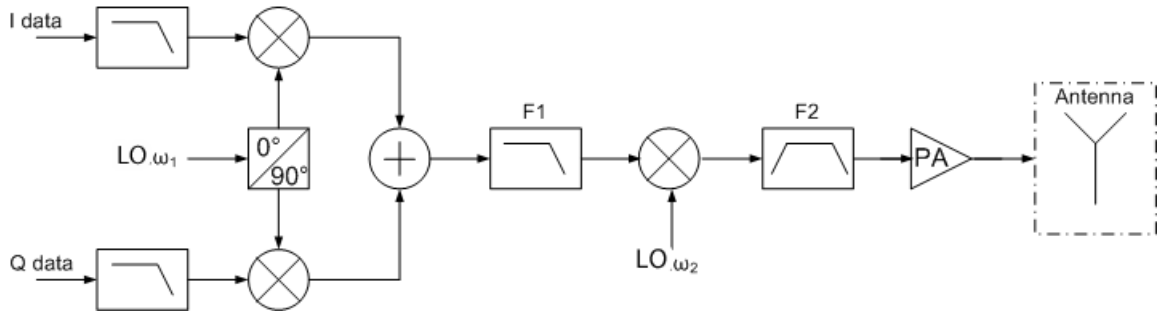 I data
F1
F2
Antenna
LO.ω₁
0°
90°
PA
LO.ω₂
Q data